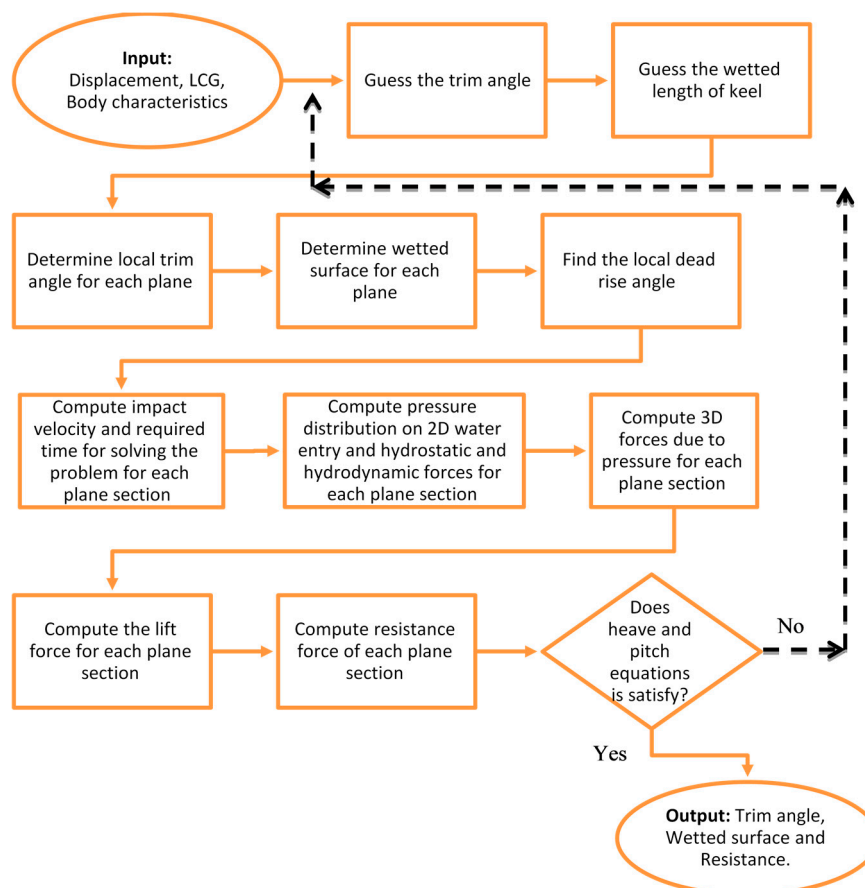 Input:
Displacement, LCG,
Body characteristics
Guess the trim angle
Guess the wetted
length of keel
Determine local trim
angle for each plane
Determine wetted
surface for each
plane
Find the local dead
rise angle
Compute impact
velocity and required
time for solving the
problem for each
plane section
Compute pressure
distribution on 2D water
entry and hydrostatic and
hydrodynamic forces for
each plane section
Compute 3D
forces due to
pressure for each
plane section
Compute the lift
force for each plane
section
Compute resistance
force of each plane
section
Does
heave and
pitch
equations
is satisfy?
No
Yes
Output: Trim angle,
Wetted surface and
Resistance.